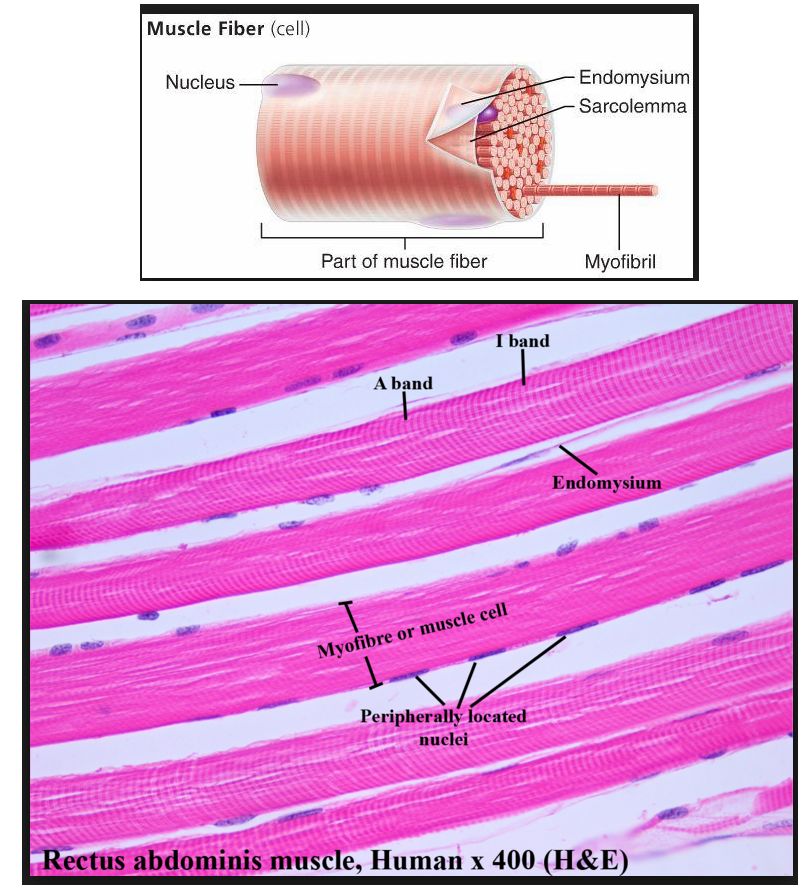 Muscle Fiber (cell)
Nucleus
Endomysium
Sarcolemma
Part of muscle fiber
Myofibril
I band
A band
Endomysium
Myofibre or muscle cell
Peripherally located
nuclei
Rectus abdominis muscle, Human x 400 (H&E)